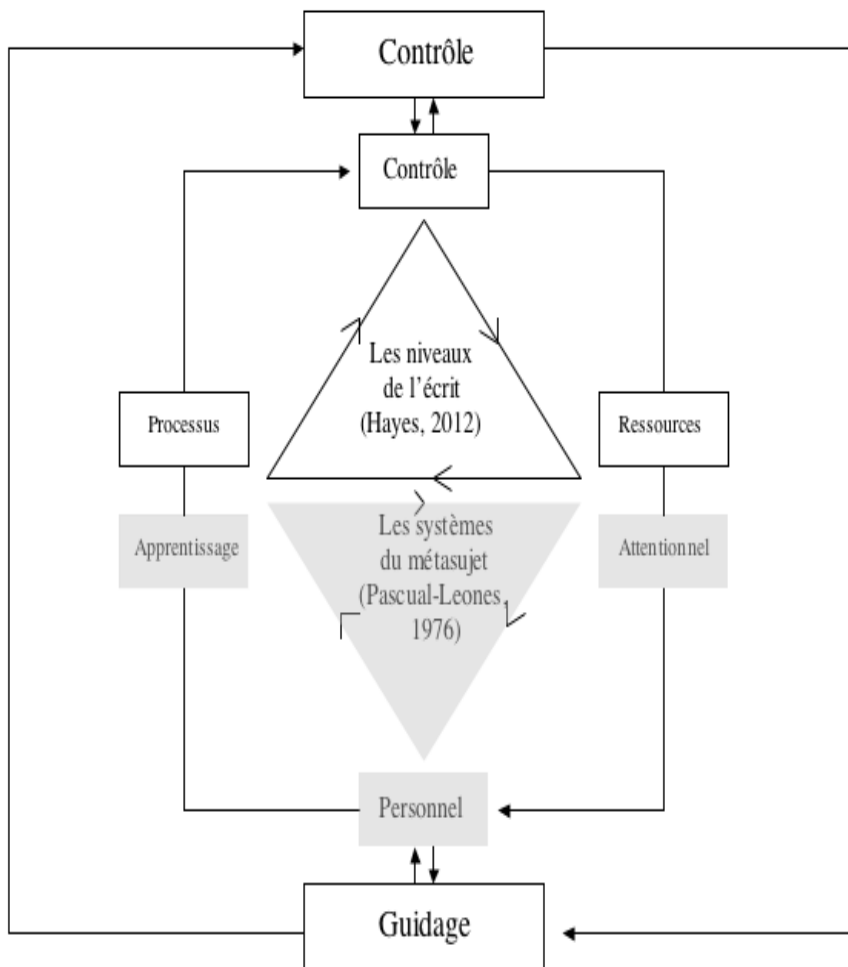 Contrôle
Contrôle
Les niveaux
de l'écrit
(Hayes, 2012)
Processus
Ressources
Apprentissage
Attentionnel
Les systèmes
du métasujet
(Pascual-Leones,
1976)
Personnel
Guidage